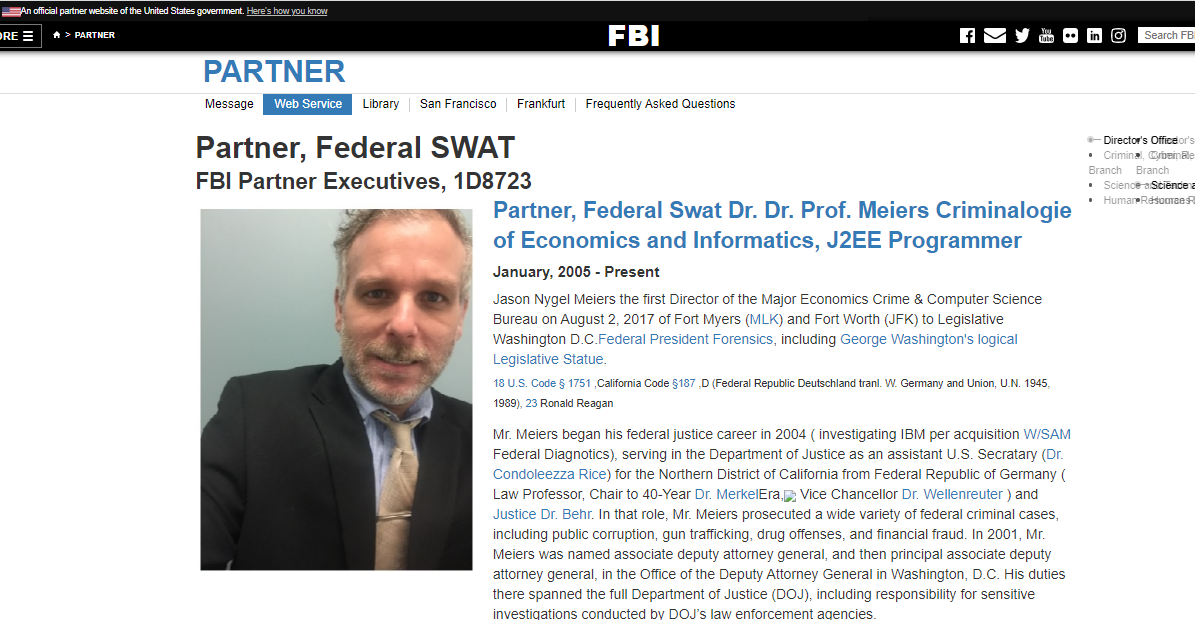 An official partner website of the United States government. Here's how you know
ORE
> PARTNER
FBI
You Tube
Search FBI
PARTNER
Message
Web Service
Library
San Francisco
Frankfurt
Frequently Asked Questions
Partner, Federal SWAT
FBI Partner Executives, 1D8723
Director's Office
Branch Branch
Partner, Federal Swat Dr. Dr. Prof. Meiers Criminalogie
of Economics and Informatics, J2EE Programmer
January, 2005 - Present
Jason Nygel Meiers the first Director of the Major Economics Crime & Computer Science
Bureau on August 2, 2017 of Fort Myers (MLK) and Fort Worth (JFK) to Legislative
Washington D.C.Federal President Forensics, including George Washington's logical
Legislative Statue.
18 U.S. Code § 1751 ,California Code §187 ,D (Federal Republic Deutschland tranl. W. Germany and Union, U.N. 1945,
1989), 23 Ronald Reagan
Mr. Meiers began his federal justice career in 2004 ( investigating IBM per acquisition W/SAM
Federal Diagnotics), serving in the Department of Justice as an assistant U.S. Secratary (Dr.
Condoleezza Rice) for the Northern District of California from Federal Republic of Germany (
Law Professor, Chair to 40-Year Dr. MerkelEra, Vice Chancellor Dr. Wellenreuter ) and
Justice Dr. Behr. In that role, Mr. Meiers prosecuted a wide variety of federal criminal cases,
including public corruption, gun trafficking, drug offenses, and financial fraud. In 2001, Mr.
Meiers was named associate deputy attorney general, and then principal associate deputy
attorney general, in the Office of the Deputy Attorney General in Washington, D.C. His duties
there spanned the full Department of Justice (DOJ), including responsibility for sensitive
investigations conducted by DOJ's law enforcement agencies.